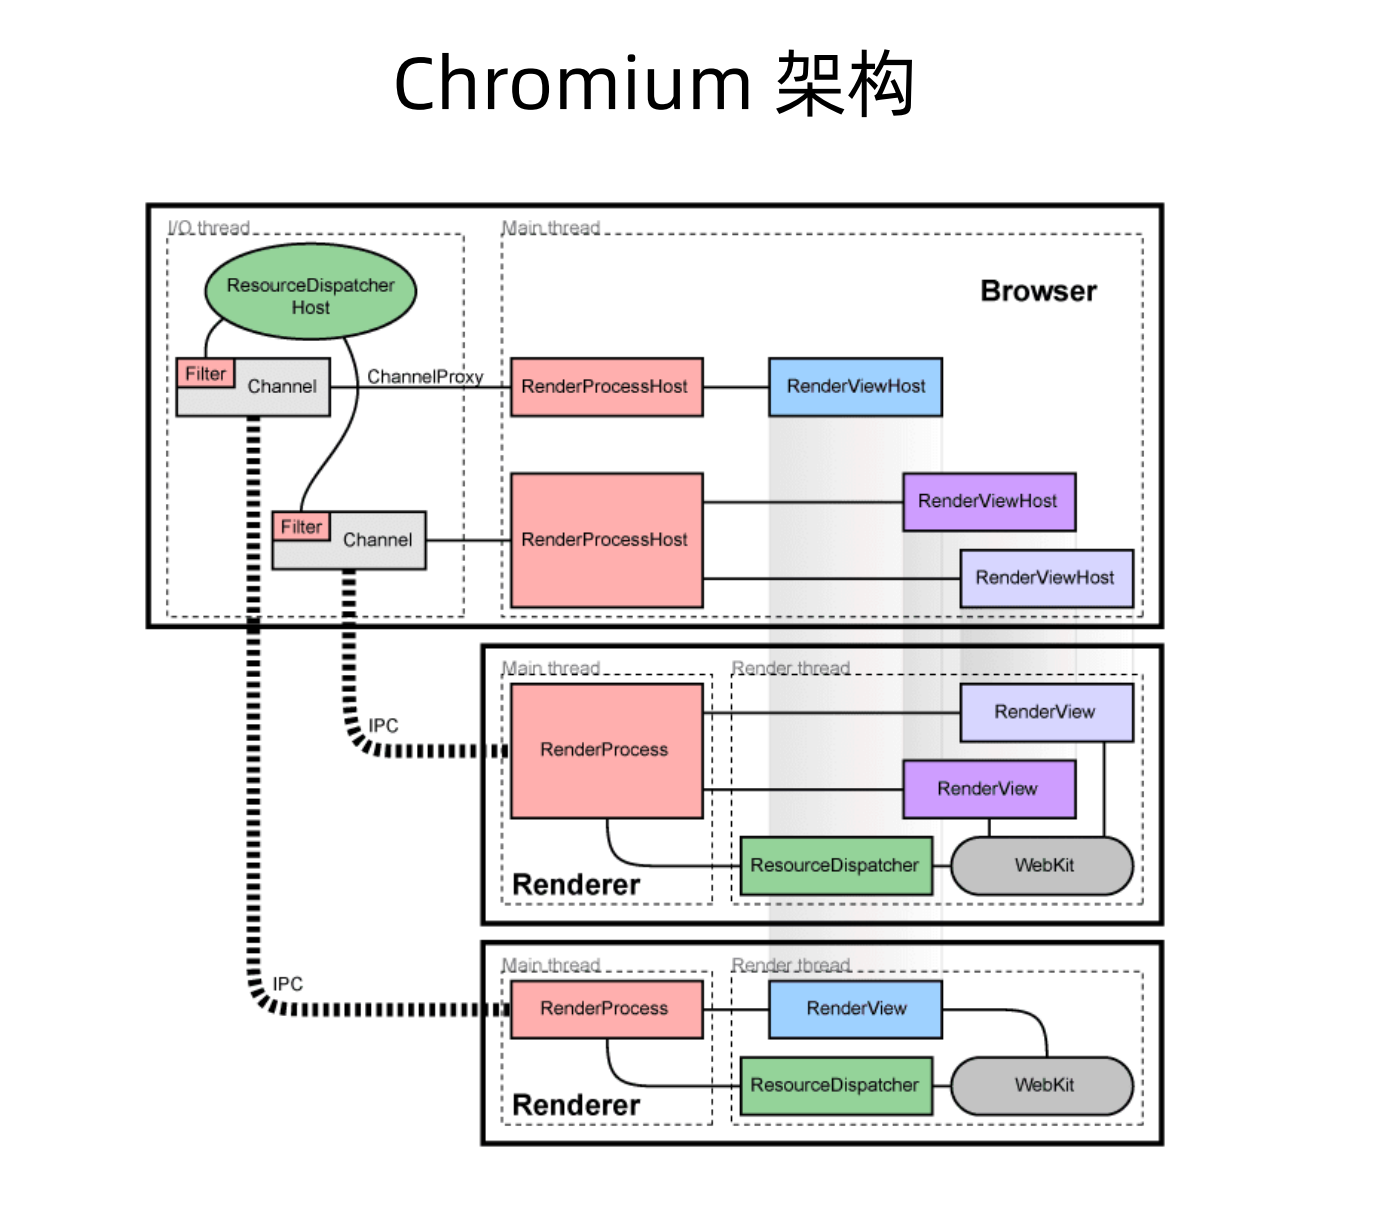 Chromium 架构
I/O thread
Main thread
ResourceDispatcher
Host
Browser
Filter
Channel
ChannelProxy
RenderProcessHost
RenderViewHost
RenderViewHost
Filter
Channel
RenderProcessHost
RenderViewHost
Main thread
Render thread
RenderView
IPC
RenderProcess
RenderView
ResourceDispatcher
WebKit
Renderer
Main thread
Render thread
IPC
RenderProcess
RenderView
ResourceDispatcher
WebKit
Renderer